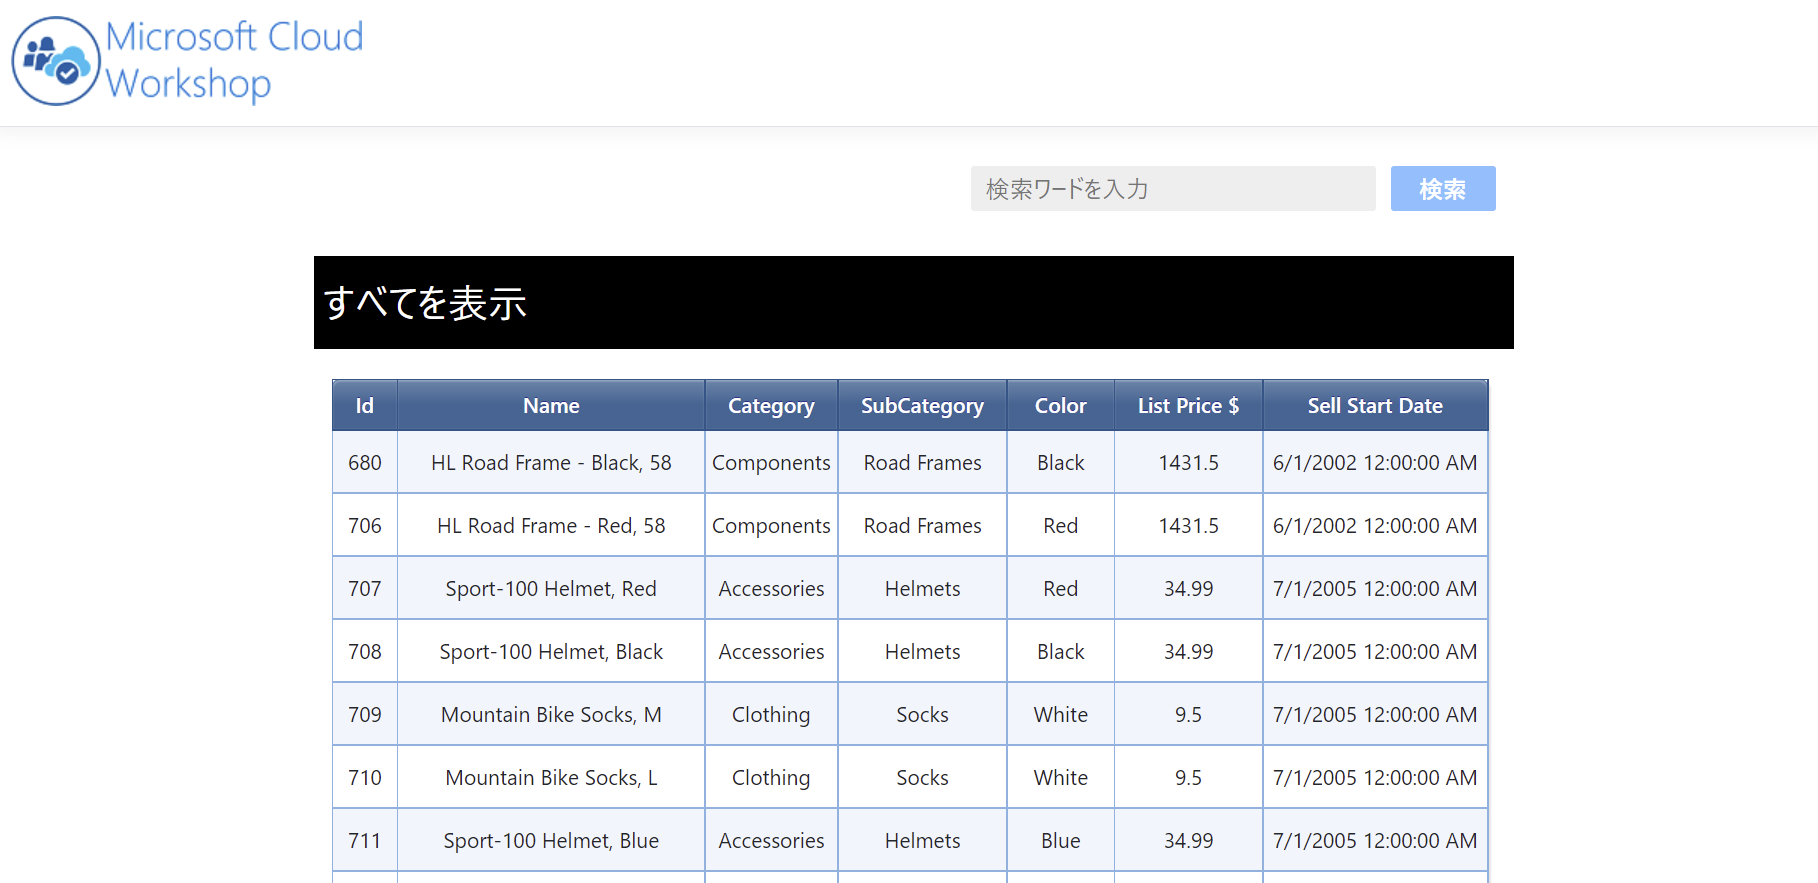 Microsoft Cloud
Workshop
検索ワードを入力 検索
すべてを表示
Id Name Category SubCategory Color List Price $ Sell Start Date
680 HL Road Frame - Black, 58 Components Road Frames Black 1431.5 6/1/2002 12:00:00 AM
706 HL Road Frame - Red, 58 Components Road Frames Red 1431.5 6/1/2002 12:00:00 AM
707 Sport-100 Helmet, Red Accessories Helmets Red 34.99 7/1/2005 12:00:00 AM
708 Sport-100 Helmet, Black Accessories Helmets Black 34.99 7/1/2005 12:00:00 AM
709 Mountain Bike Socks, M Clothing Socks White 9.5 7/1/2005 12:00:00 AM
710 Mountain Bike Socks, L Clothing Socks White 9.5 7/1/2005 12:00:00 AM
711 Sport-100 Helmet, Blue Accessories Helmets Blue 34.99 7/1/2005 12:00:00 AM